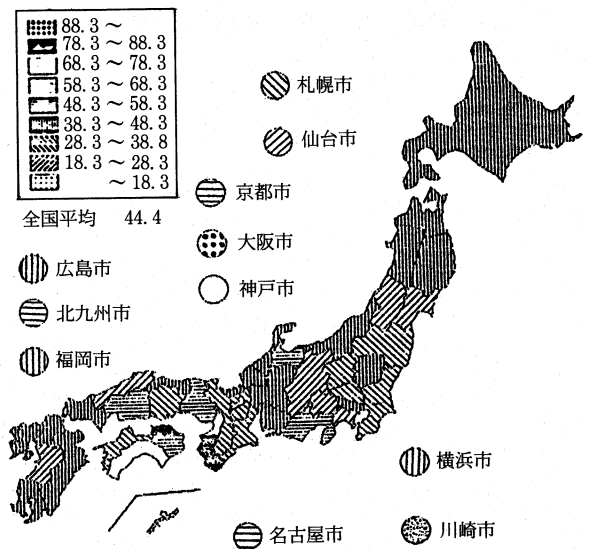 88.3～
78.3～88.3
68.3～78.3
58.3～68.3
48.3～58.3
38.3～48.3
28.3～38.8
18.3～28.3
～18.3
全国平均 44.4
札幌市
仙台市
京都市
大阪市
神戸市
広島市
北九州市
福岡市
横浜市
名古屋市
川崎市